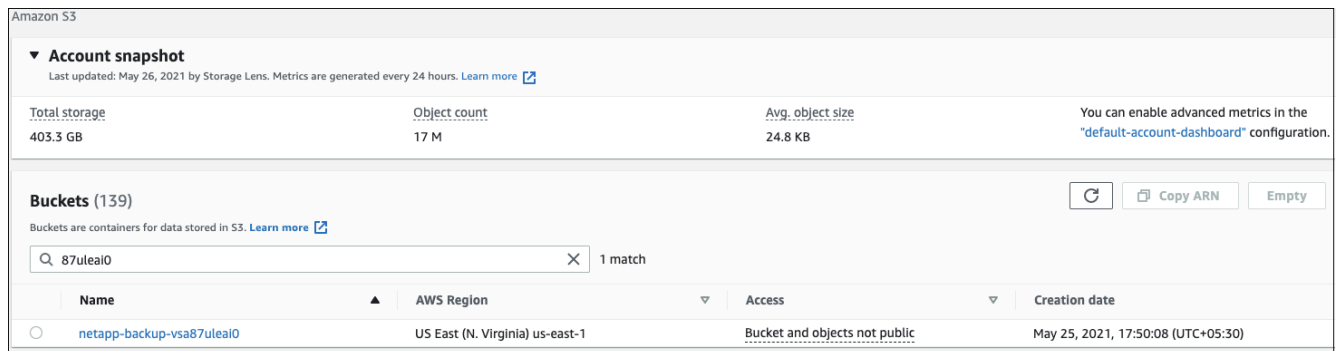 Amazon S3
Account snapshot
Last updated: May 26, 2021 by Storage Lens. Metrics are generated every 24 hours. Learn more
Total storage Object count Avg. object size You can enable advanced metrics in the
403.3 GB 17 M 24.8 KB "default-account-dashboard" configuration.
Buckets (139) Copy ARN Empty
Buckets are containers for data stored in S3. Learn more
87uleai0 1 match
Name AWS Region Access Creation date
netapp-backup-vsa87uleai0 US East (N. Virginia) us-east-1 Bucket and objects not public May 25, 2021, 17:50:08 (UTC+05:30)